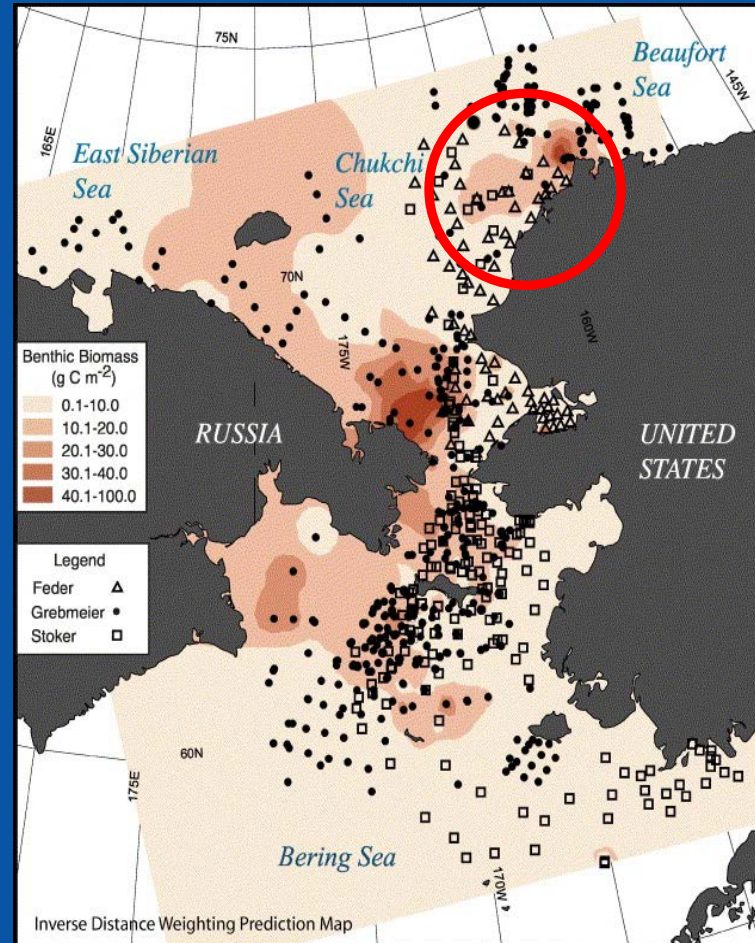 75N
Beaufort
Sea
145W
165E
East Siberian
Sea
Chukchi
Sea
70N
175W
160W
Benthic Biomass
(g C m-2)
0.1-10.0
10.1-20.0
20.1-30.0
30.1-40.0
40.1-100.0
RUSSIA
UNITED
STATES
Legend
Feder
Grebmeier
Stoker
60N
175E
Bering Sea
170W
Inverse Distance Weighting Prediction Map